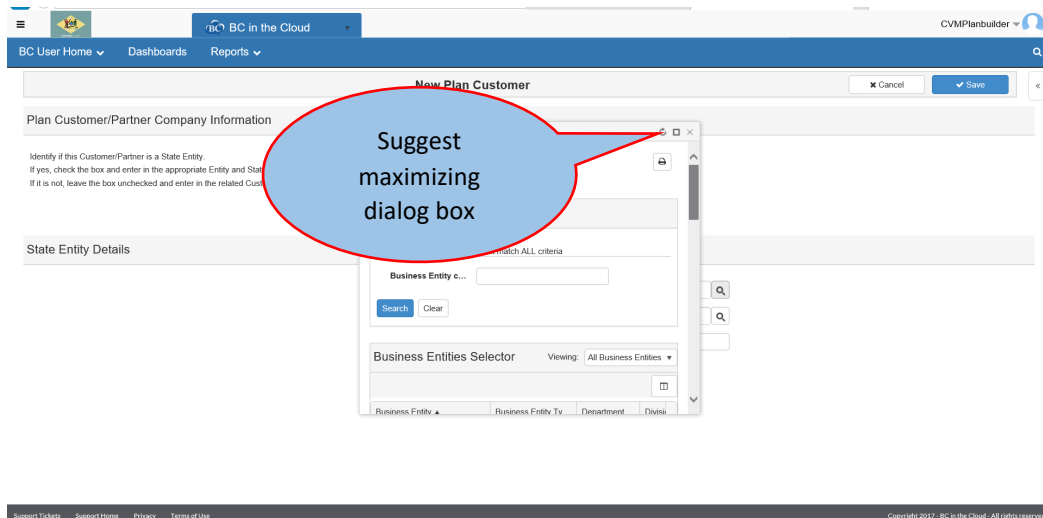 BC in the Cloud
CVMPlanbuilder
BC User Home Dashboards Reports
New Plan Customer
Cancel Save
Plan Customer/Partner Company Information
Identify if this Customer/Partner is a State Entity.
If yes, check the box and enter in the appropriate Entity and Stat
If it is not, leave the box unchecked and enter in the related Cust
Suggest
maximizing
dialog box
State Entity Details
match ALL criteria
Business Entity c...
Search Clear
Business Entities Selector Viewing: All Business Entities
Business Entity Business Entity Ty Department Divisi
Support Tickets Support Home Privacy Terms of Use Copyright 2017 - BC in the Cloud - All rights reserve